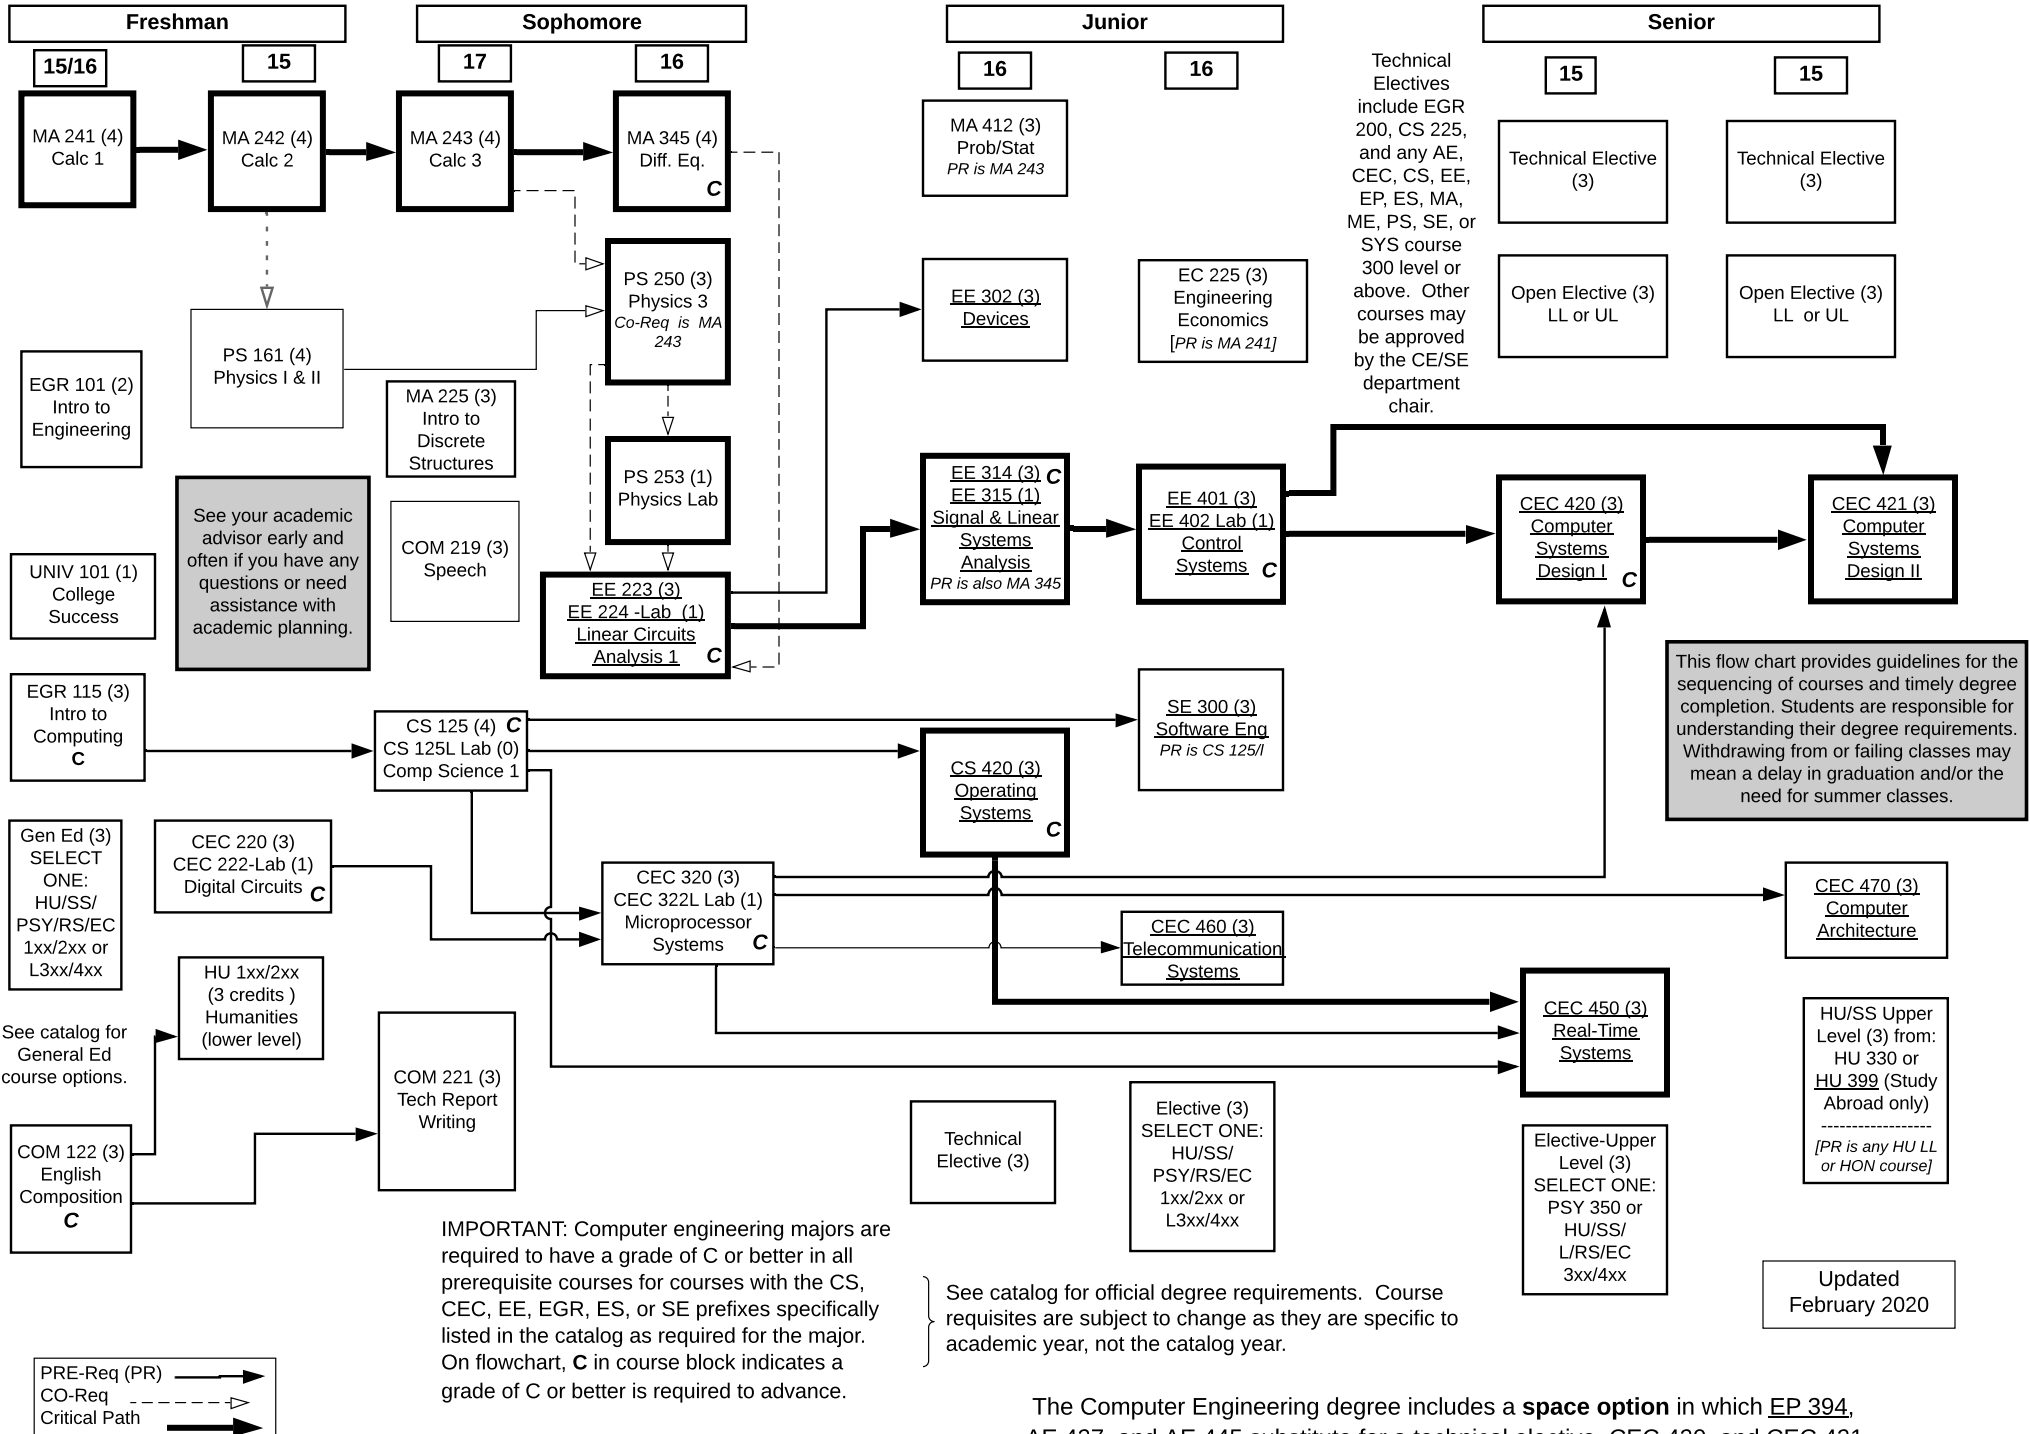 Freshman
Sophomore
Junior
Senior
15/16
15
17
16
16
16
15
15
MA 241 (4)
Calc 1
MA 242 (4)
Calc 2
MA 243 (4)
Calc 3
MA 345 (4)
Diff. Eq.
C
MA 412 (3)
Prob/Stat
PR is MA 243
Technical
Electives
include EGR
200, CS 225,
and any AE,
CEC, CS, EE,
EP, ES, MA,
ME, PS, SE, or
SYS course
300 level or
above. Other
courses may
be approved
by the CE/SE
department
chair.
Technical Elective
(3)
Technical Elective
(3)
PS 250 (3)
Physics 3
Co-Req is MA
243
EE 302 (3)
Devices
EC 225 (3)
Engineering
Economics
[PR is MA 241]
Open Elective (3)
LL or UL
Open Elective (3)
LL or UL
PS 161 (4)
Physics I & II
EGR 101 (2)
Intro to
Engineering
MA 225 (3)
Intro to
Discrete
Structures
PS 253 (1)
Physics Lab
EE 314 (3) C
EE 315 (1)
Signal & Linear
Systems
Analysis
PR is also MA 345
EE 401 (3)
EE 402 Lab (1)
Control
Systems C
CEC 420 (3)
Computer
Systems
Design I
C
CEC 421 (3)
Computer
Systems
Design II
See your academic
advisor early and
often if you have any
questions or need
assistance with
academic planning.
COM 219 (3)
Speech
UNIV 101 (1)
College
Success
EE 223 (3)
EE 224 -Lab (1)
Linear Circuits
Analysis 1 C
This flow chart provides guidelines for the
sequencing of courses and timely degree
completion. Students are responsible for
understanding their degree requirements.
Withdrawing from or failing classes may
mean a delay in graduation and/or the
need for summer classes.
EGR 115 (3)
Intro to
Computing
C
CS 125 (4) C
CS 125L Lab (0)
Comp Science 1
SE 300 (3)
Software Eng
PR is CS 125/l
CS 420 (3)
Operating
Systems
C
Gen Ed (3)
SELECT
ONE:
HU/SS/
PSY/RS/EC
1xx/2xx or
L3xx/4xx
CEC 220 (3)
CEC 222-Lab (1)
Digital Circuits C
CEC 320 (3)
CEC 322L Lab (1)
Microprocessor
Systems C
CEC 460 (3)
Telecommunication
Systems
CEC 470 (3)
Computer
Architecture
HU 1xx/2xx
(3 credits )
Humanities
(lower level)
See catalog for
General Ed
course options.
CEC 450 (3)
Real-Time
Systems
HU/SS Upper
Level (3) from:
HU 330 or
HU 399 (Study
Abroad only)
------------------
[PR is any HU LL
or HON course]
COM 221 (3)
Tech Report
Writing
COM 122 (3)
English
Composition
C
Technical
Elective (3)
Elective (3)
SELECT ONE:
HU/SS/
PSY/RS/EC
1xx/2xx or
L3xx/4xx
Elective-Upper
Level (3)
SELECT ONE:
PSY 350 or
HU/SS/
L/RS/EC
3xx/4xx
IMPORTANT: Computer engineering majors are
required to have a grade of C or better in all
prerequisite courses for courses with the CS,
CEC, EE, EGR, ES, or SE prefixes specifically
listed in the catalog as required for the major.
On flowchart, C in course block indicates a
grade of C or better is required to advance.
See catalog for official degree requirements. Course
requisites are subject to change as they are specific to
academic year, not the catalog year.
Updated
February 2020
PRE-Req (PR)
CO-Req
Critical Path
The Computer Engineering degree includes a space option in which EP 394,
AE 427, and AE 445 substitute for a technical elective, CEC 420, and CEC 421